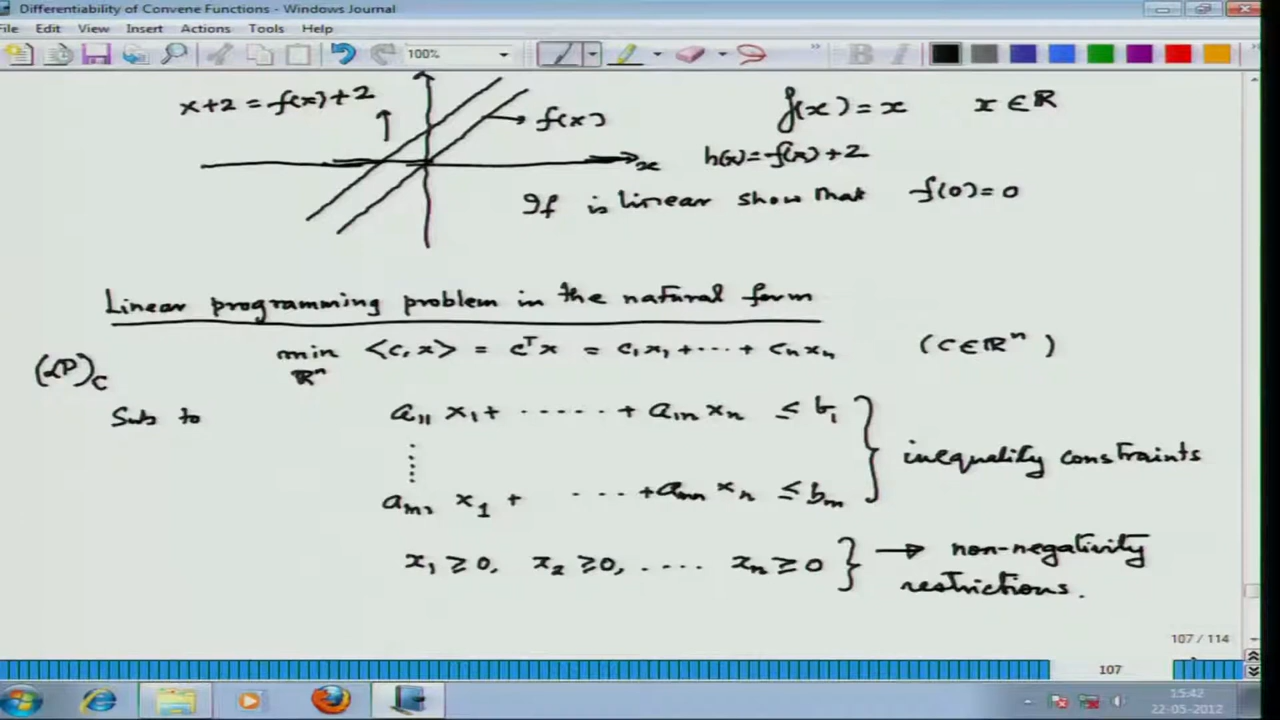 Differentiability of Convene Functions - Windows Journal
File Edit View Insert Actions Tools Help
100%
x+2 = f(x)+2
f(x)
x
f(x) = x x ∈ ℝ
h(x) = f(x)+2
If is linear show that f(0) = 0
Linear programming problem in the natural form
(LP)c
min <c, x> = cᵀx = c₁x₁ + ··· + cₙxₙ (c ∈ ℝⁿ)
ℝⁿ
Sub to a₁₁ x₁ + ······ + a₁ₙ xₙ ≤ b₁
inequality constraints
aₘ₁ x₁ + ··· + aₘₙ xₙ ≤ bₘ
x₁ ≥ 0, x₂ ≥ 0, .... xₙ ≥ 0 → non-negativity
restrictions.
107 / 114
107
15:42
22-05-2012